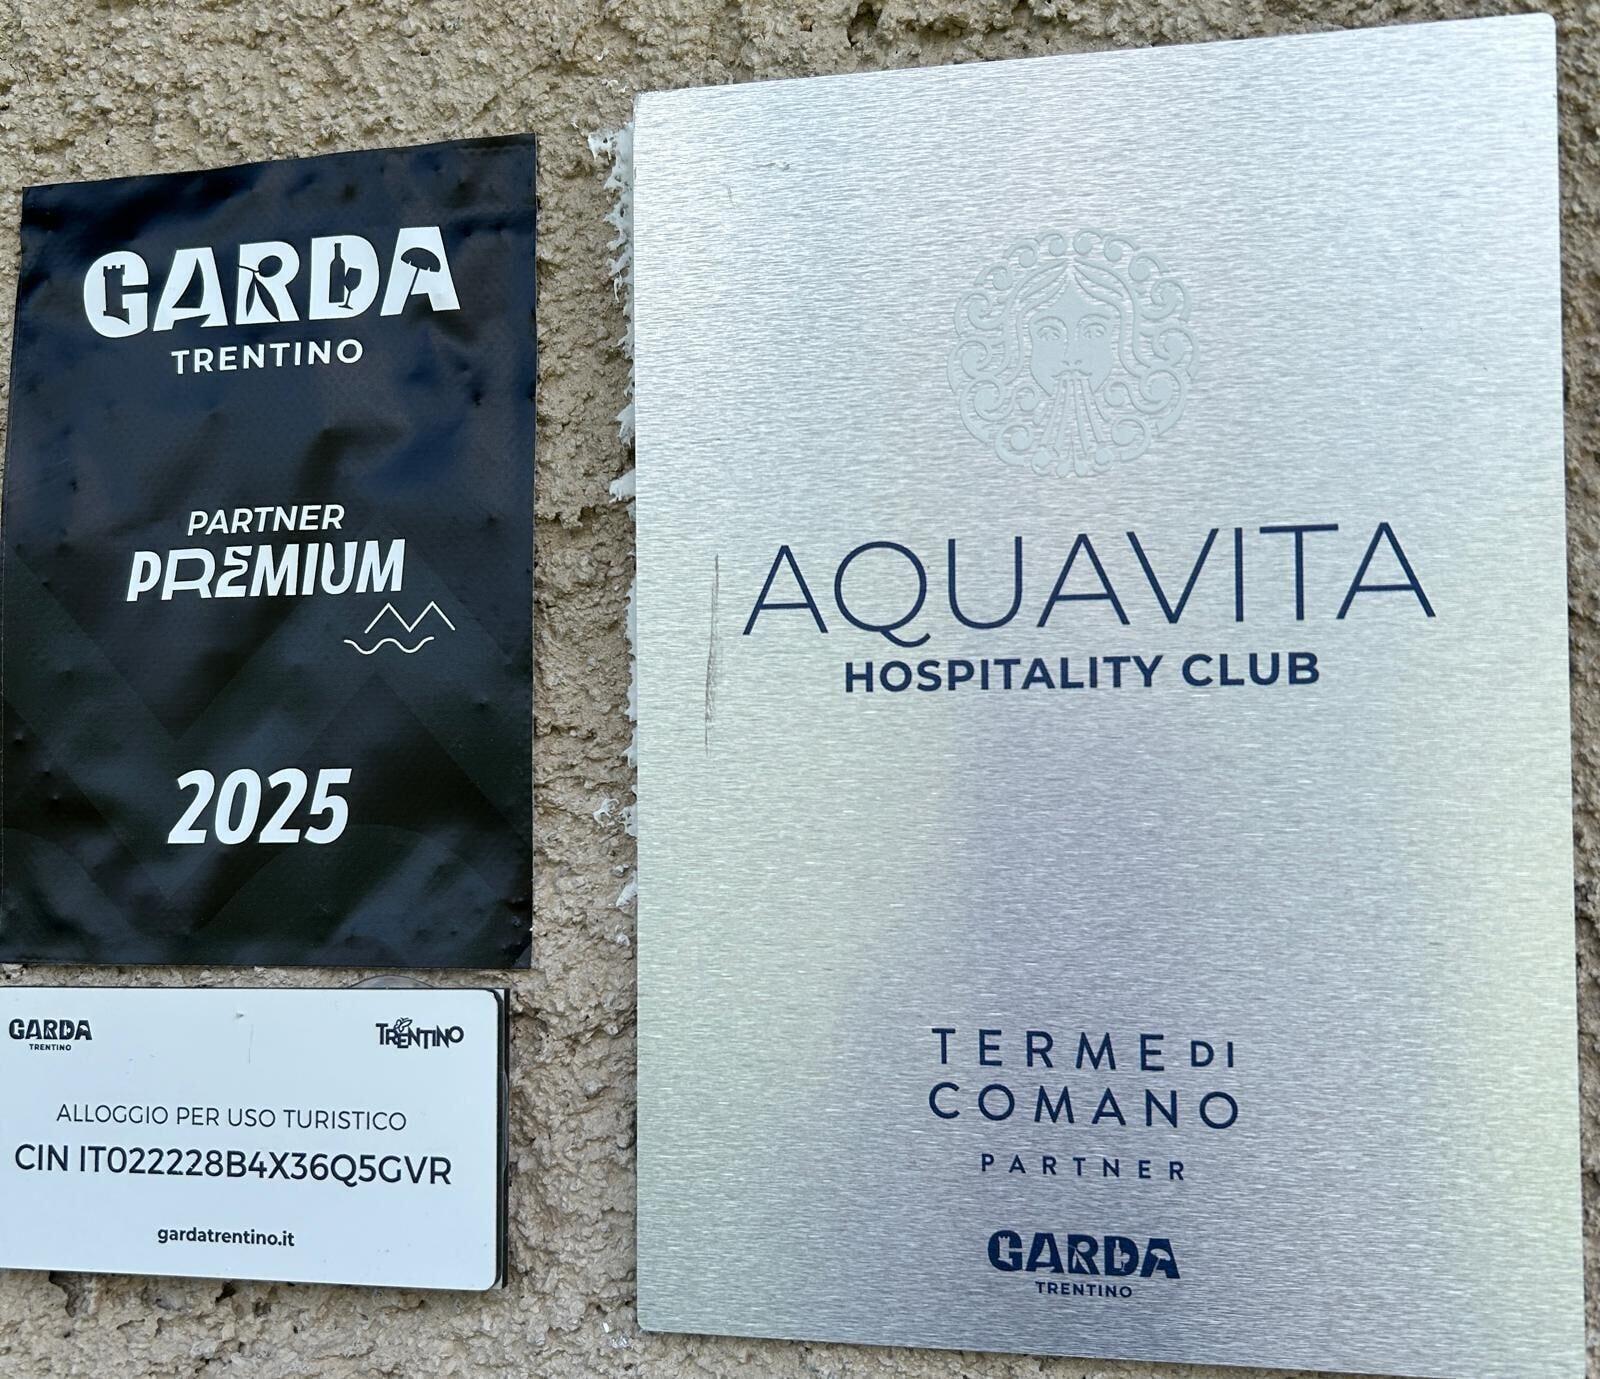 GARDA
TRENTINO
PARTNER
PREMIUM
2025
GARDA
TRENTINO
TRENTINO
ALLOGGIO PER USO TURISTICO
CIN IT022228B4X36Q5GVR
gardatrentino.it
AQUAVITA
HOSPITALITY CLUB
TERME DI
COMANO
PARTNER
GARDA
TRENTINO